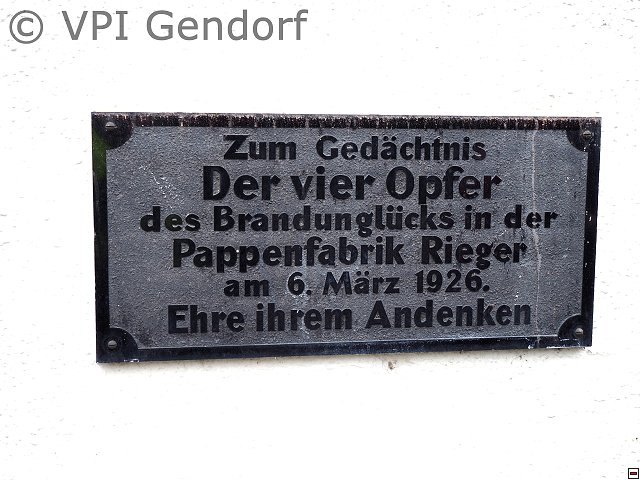 © VPI Gendorf
Zum Gedächtnis
Der vier Opfer
des Brandunglücks in der
Pappenfabrik Rieger
am 6. März 1926.
Ehre ihrem Andenken